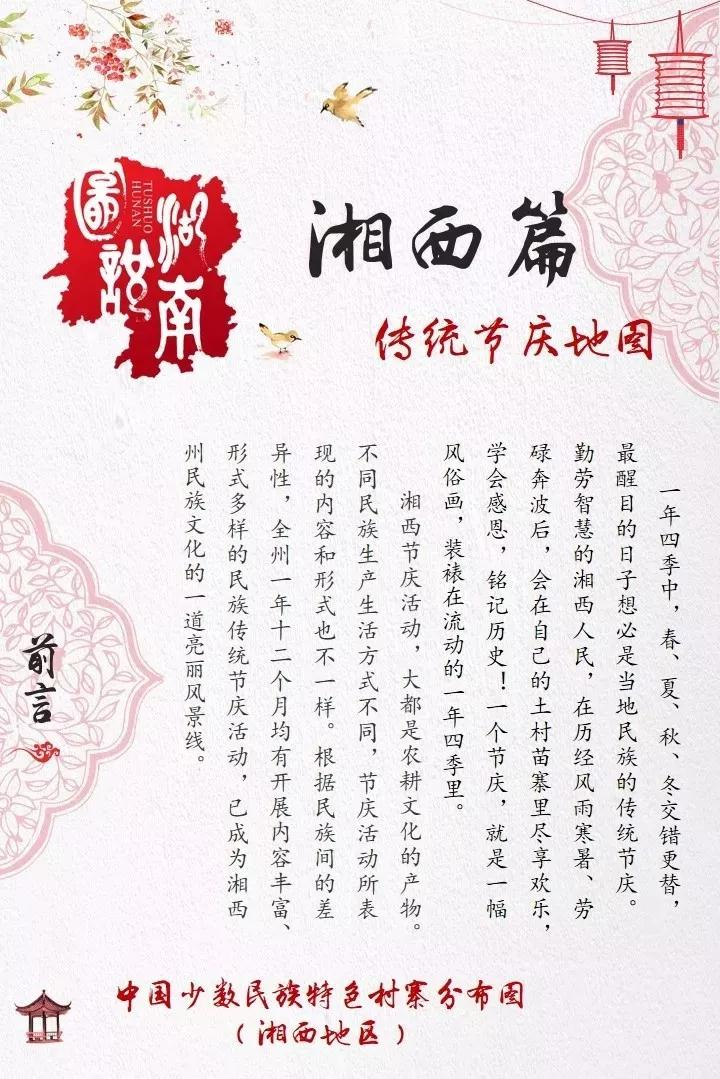 湖南
圖說
TUSHUO
HUNAN
湘西篇
传统节庆地图
前言
一年四季中，春、夏、秋、冬交错更替，
最醒目的日子想必是当地民族的传统节庆。
勤劳智慧的湘西人民，在历经风雨寒暑、劳
碌奔波后，会在自己的土村苗寨里尽享欢乐，
学会感恩，铭记历史！一个节庆，就是一幅
风俗画，装裱在流动的一年四季里。
湘西节庆活动，大都是农耕文化的产物。
不同民族生产生活方式不同，节庆活动所表
现的内容和形式也不一样。根据民族间的差
异性，全州一年十二个月均有开展内容丰富、
形式多样的民族传统节庆活动，已成为湘西
州民族文化的一道亮丽风景线。
中国少数民族特色村寨分布图
（湘西地区）